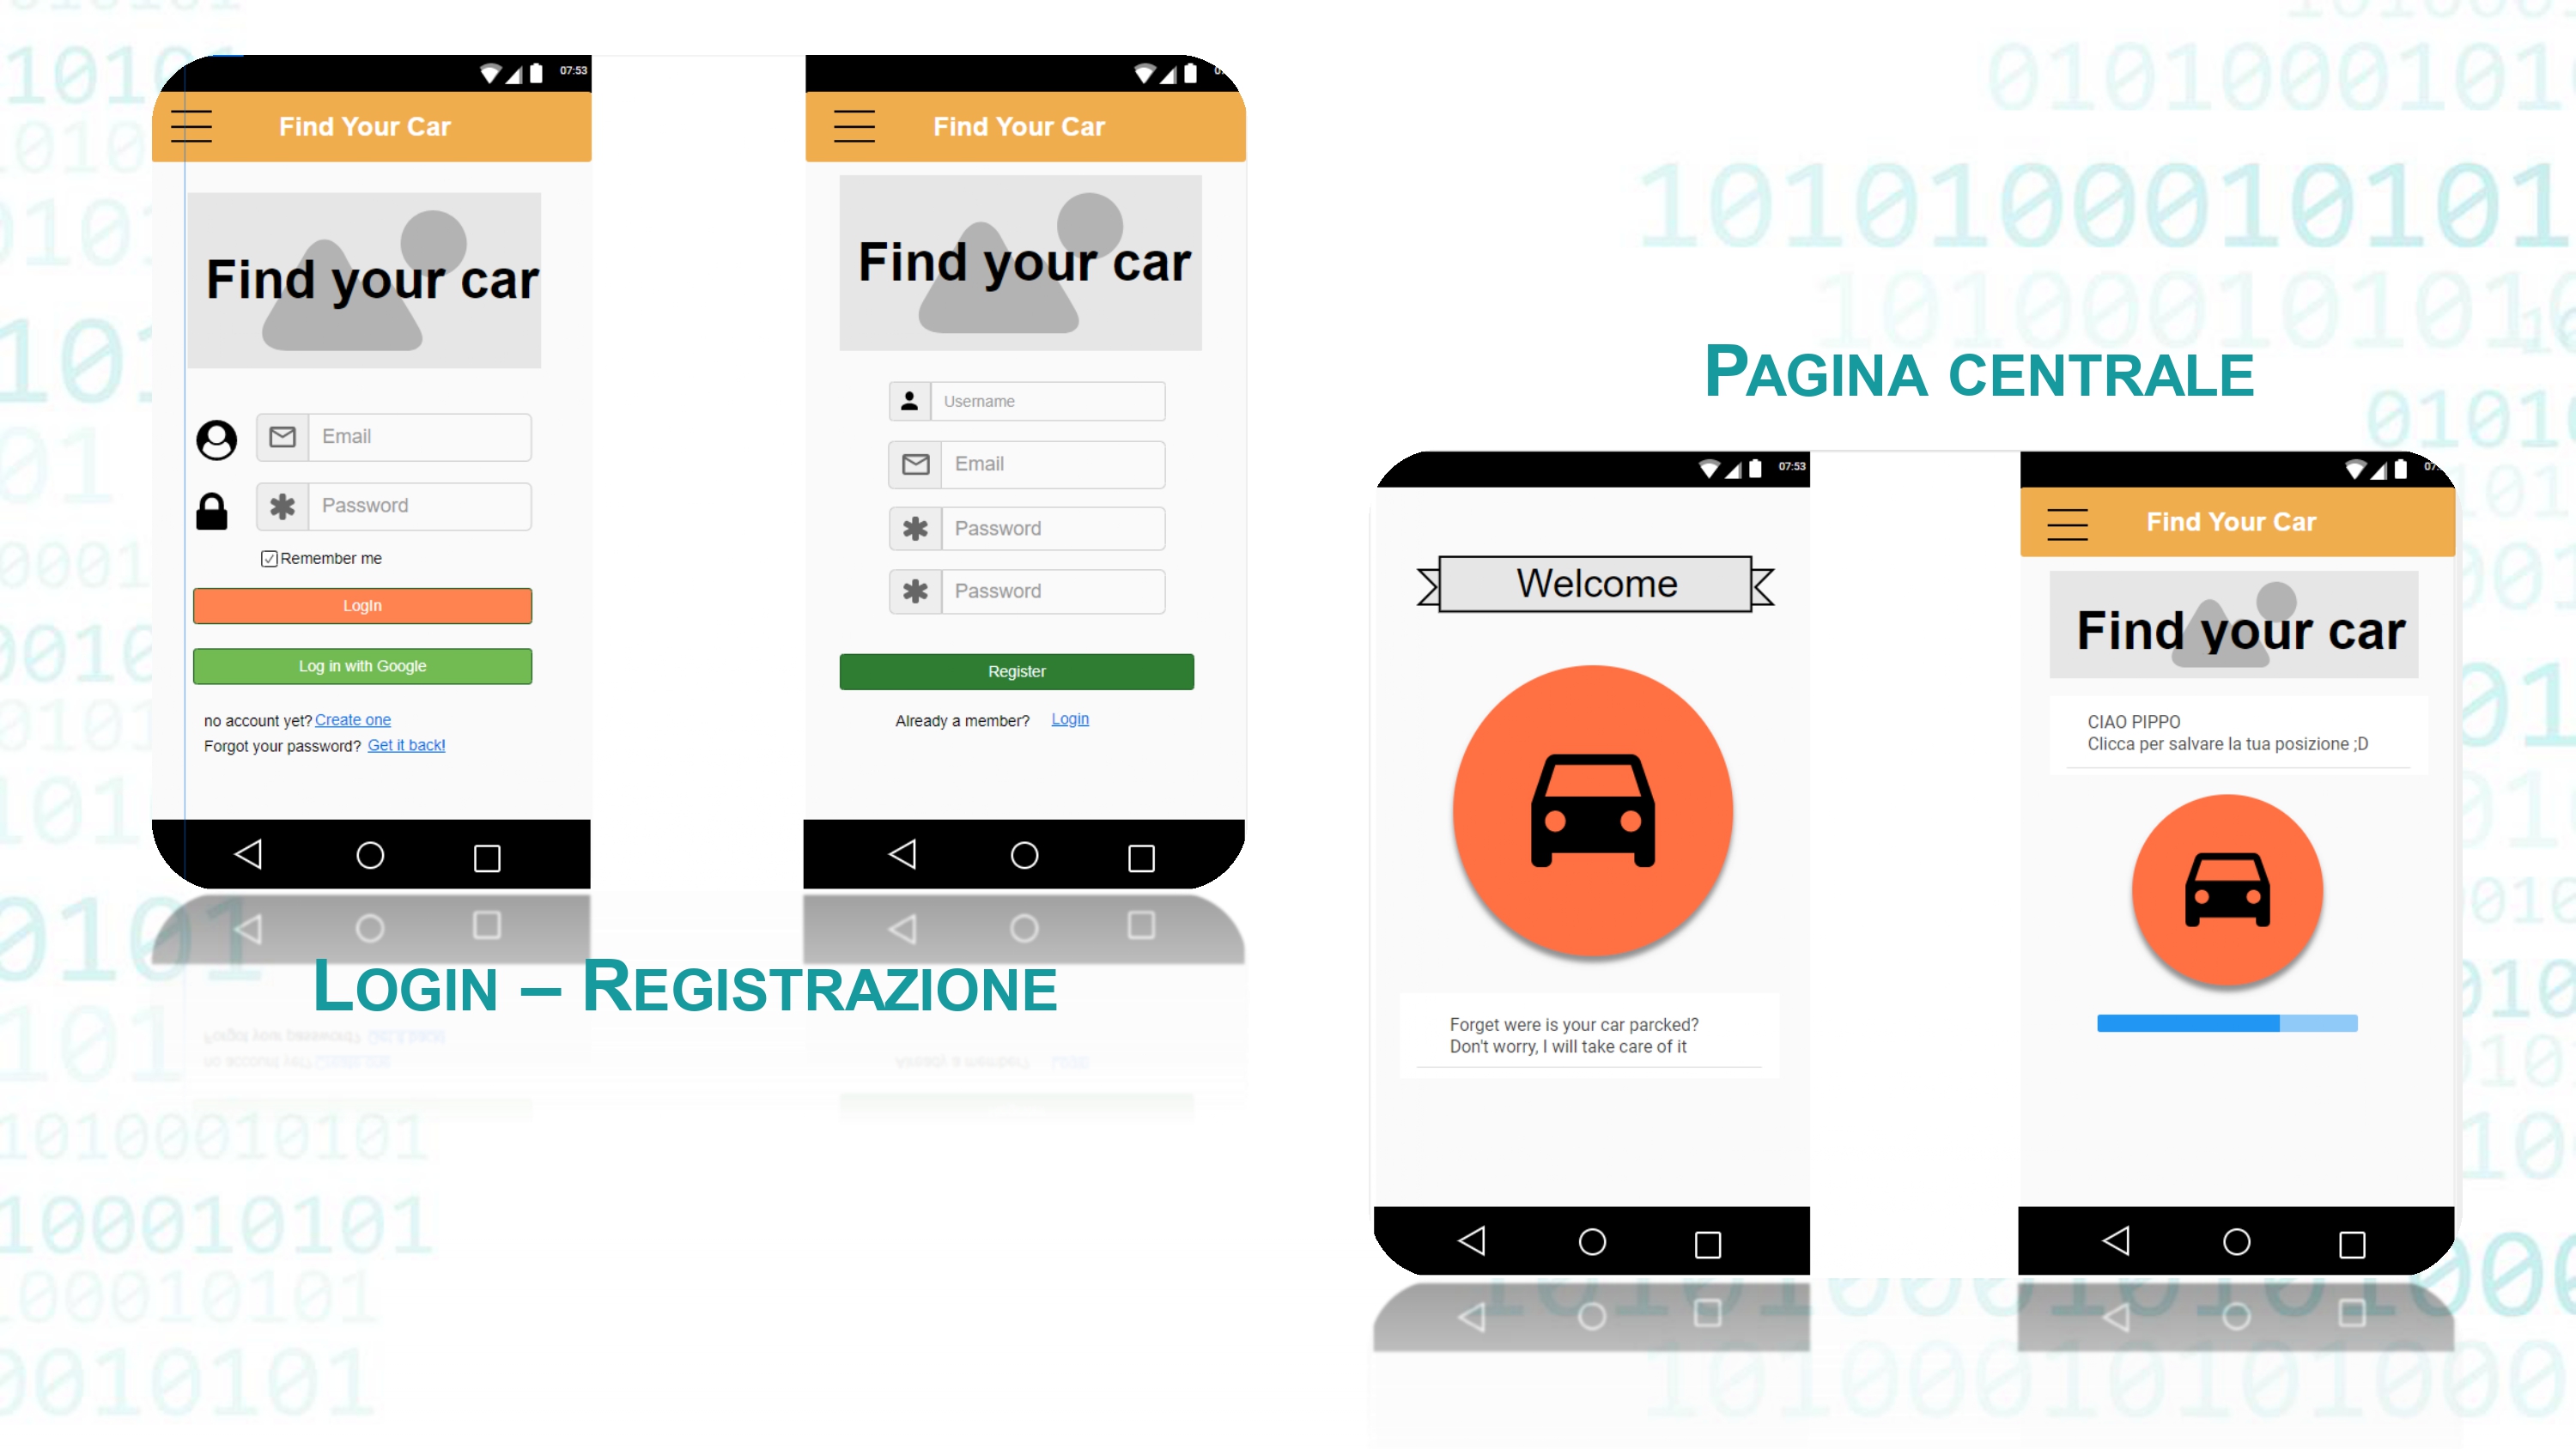 07:53
Find Your Car
Find your car
Email
Password
Remember me
LogIn
Log in with Google
no account yet? Create one
Forgot your password? Get it back!
Find Your Car
Find your car
Username
Email
Password
Password
Register
Already a member? Login
LOGIN – REGISTRAZIONE
PAGINA CENTRALE
07:53
Welcome
Forget were is your car parcked?
Don't worry, I will take care of it
Find Your Car
Find your car
CIAO PIPPO
Clicca per salvare la tua posizione ;D